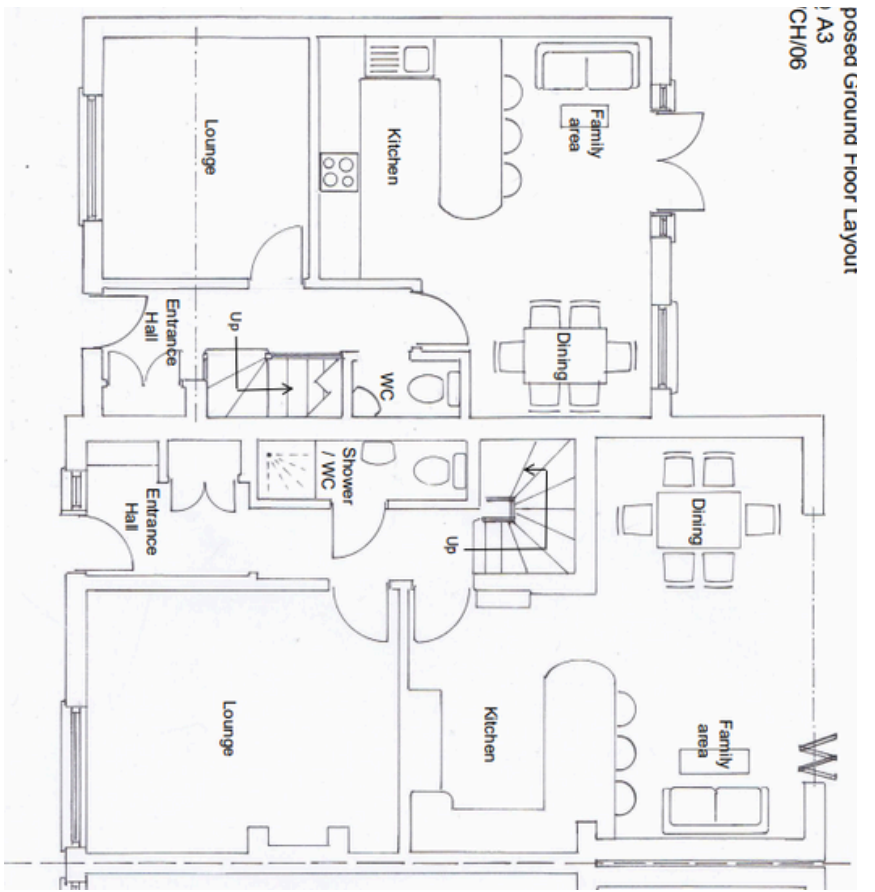 posed Ground Floor Layout
A3
CH/06
Lounge
Kitchen
Family
area
Entrance
Hall
Up
WC
Dining
Shower
/ WC
Entrance
Hall
Up
Dining
Lounge
Kitchen
Family
area